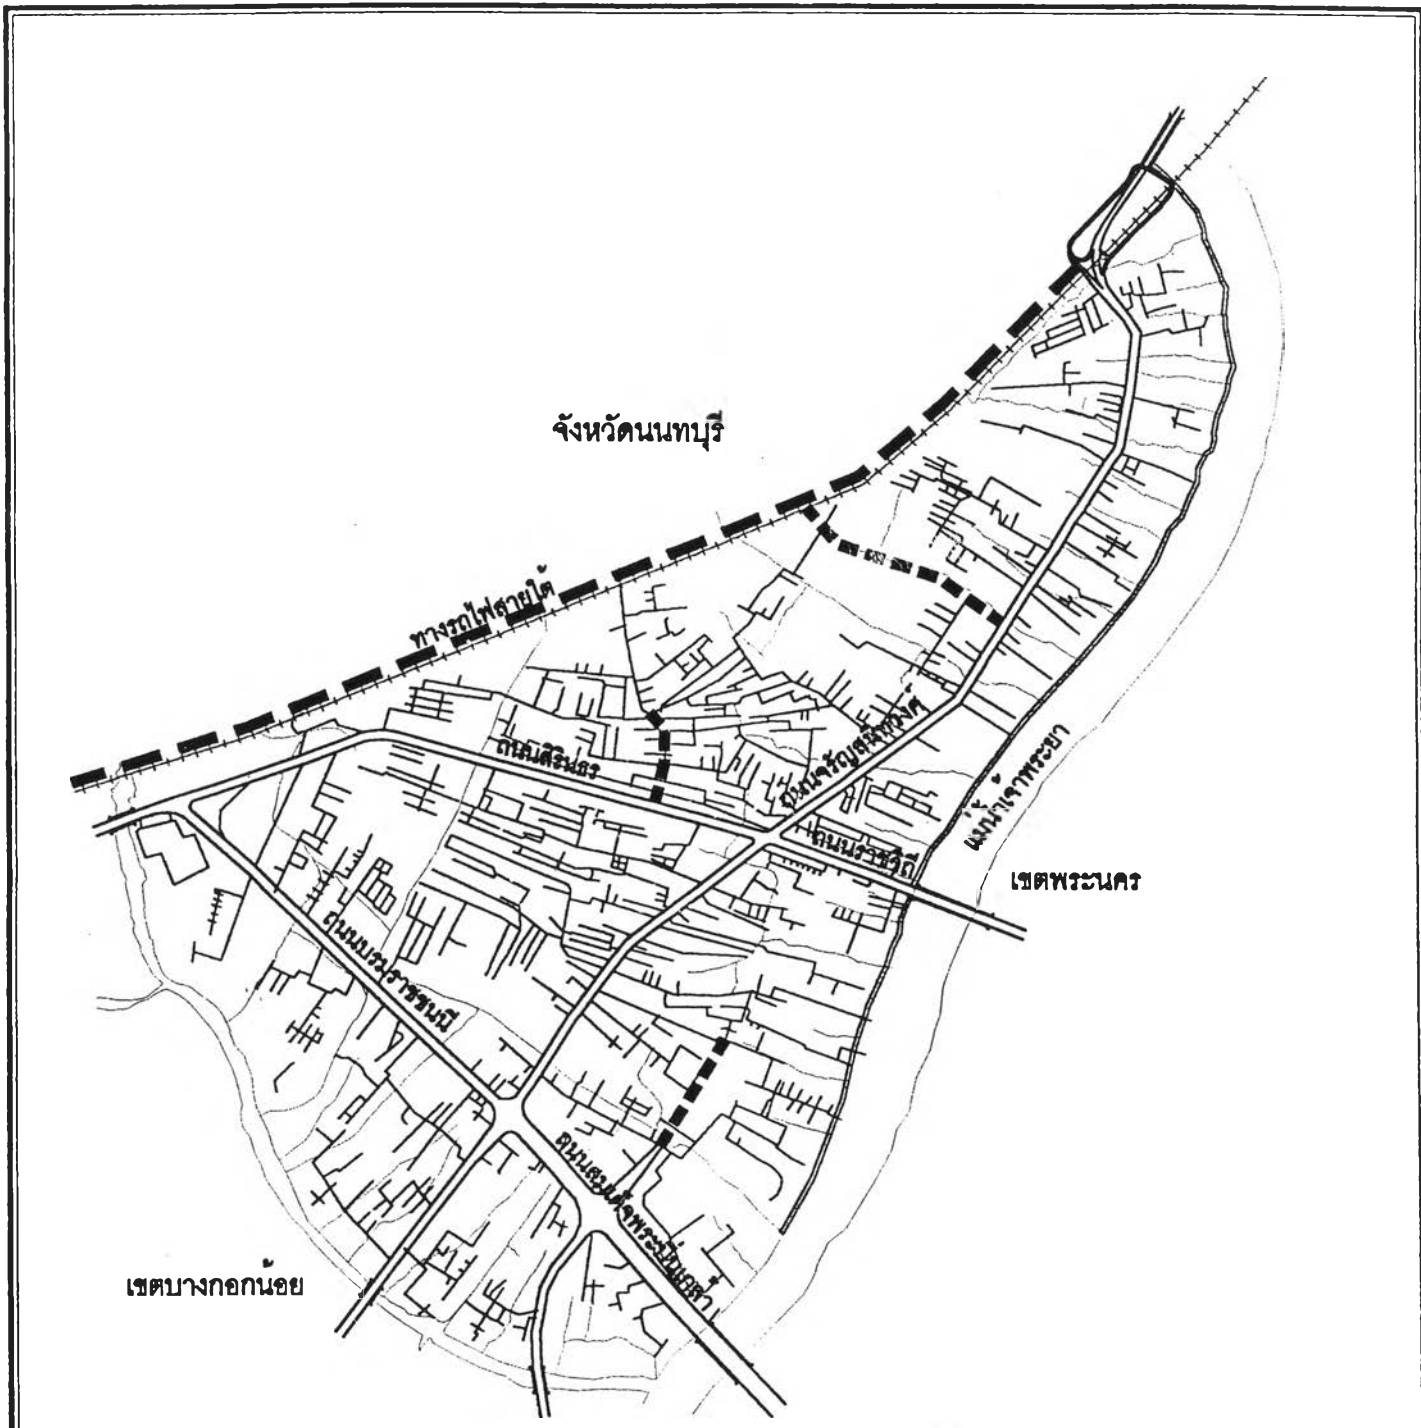 จังหวัดนนทบุรี
ทางรถไฟสายใต้
ถนนสิรินธร
ถนนจรัญสนิทวงศ์
แม่น้ำเจ้าพระยา
ถนนราชวิถี
เขตพระนคร
ถนนบรมราชชนนี
ถนนสมเด็จพระปิ่นเกล้า
เขตบางกอกน้อย